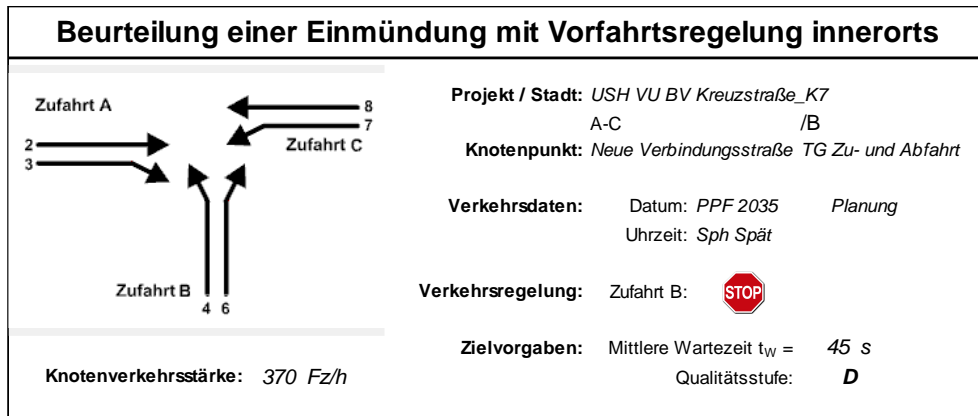 Beurteilung einer Einmündung mit Vorfahrtsregelung innerorts
Zufahrt A
8
7
Zufahrt C
2
3
Zufahrt B
4 6
Knotenverkehrsstärke: 370 Fz/h
Projekt / Stadt: USH VU BV Kreuzstraße_K7
A-C /B
Knotenpunkt: Neue Verbindungsstraße TG Zu- und Abfahrt
Verkehrsdaten: Datum: PPF 2035 Planung
Uhrzeit: Sph Spät
Verkehrsregelung: Zufahrt B: STOP
Zielvorgaben: Mittlere Wartezeit tW = 45 s
Qualitätsstufe: D